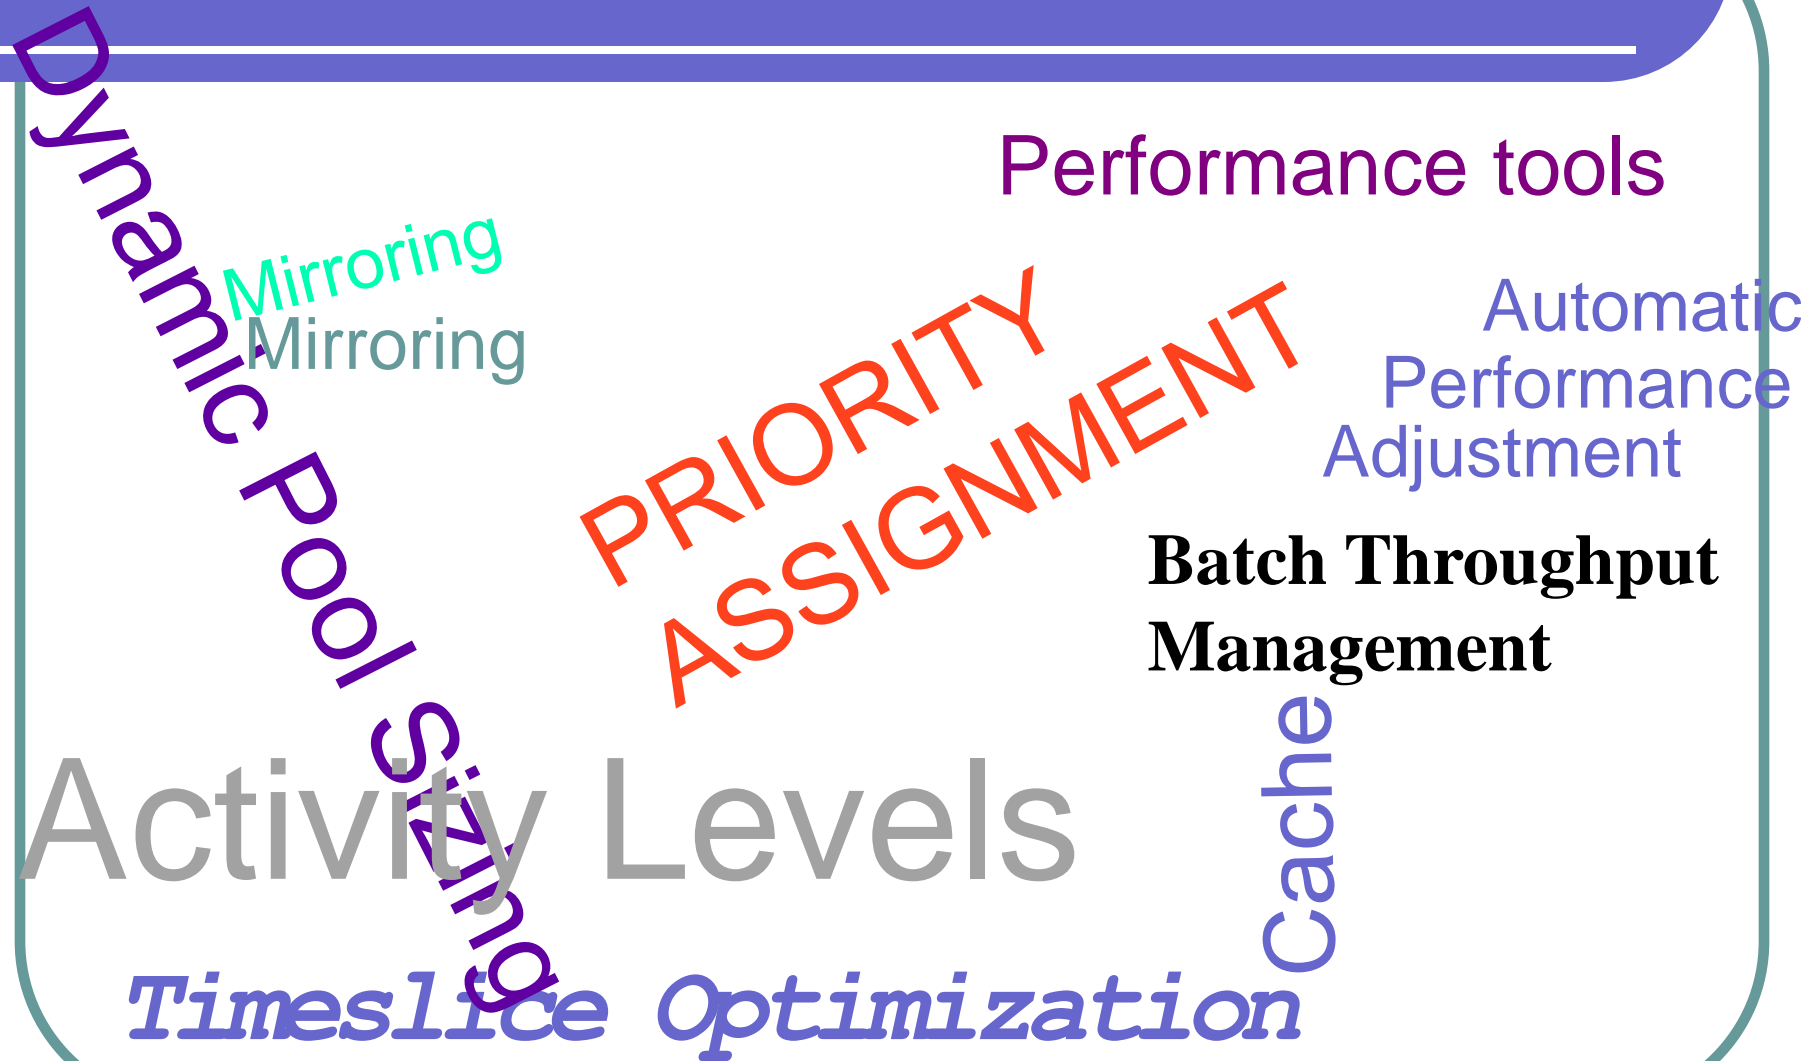 Dynamic Pool Sizing
Performance tools
Mirroring
Mirroring
PRIORITY
ASSIGNMENT
Automatic
Performance
Adjustment
Batch Throughput
Management
Cache
Activity Levels
Timeslice Optimization